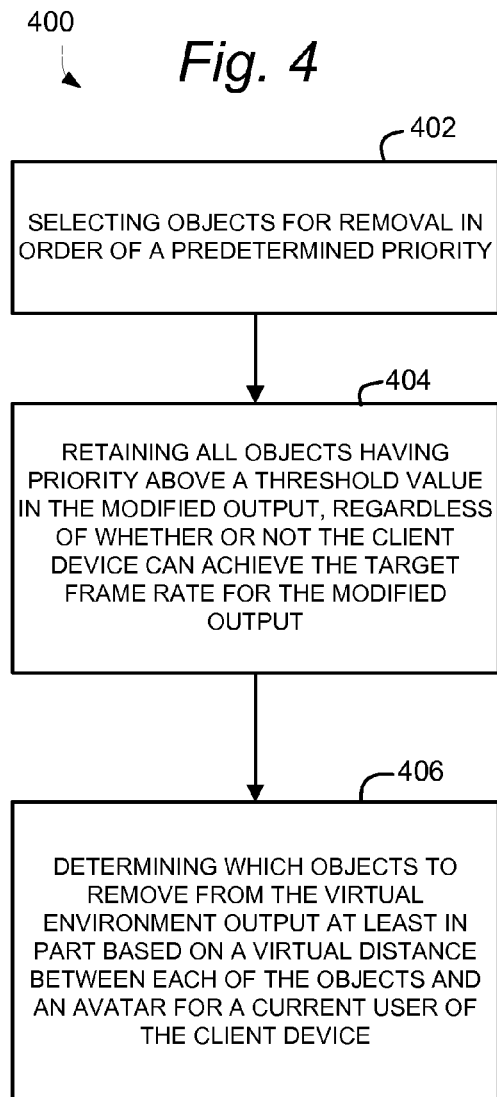 400
Fig. 4
402
SELECTING OBJECTS FOR REMOVAL IN
ORDER OF A PREDETERMINED PRIORITY
404
RETAINING ALL OBJECTS HAVING
PRIORITY ABOVE A THRESHOLD VALUE
IN THE MODIFIED OUTPUT, REGARDLESS
OF WHETHER OR NOT THE CLIENT
DEVICE CAN ACHIEVE THE TARGET
FRAME RATE FOR THE MODIFIED
OUTPUT
406
DETERMINING WHICH OBJECTS TO
REMOVE FROM THE VIRTUAL
ENVIRONMENT OUTPUT AT LEAST IN
PART BASED ON A VIRTUAL DISTANCE
BETWEEN EACH OF THE OBJECTS AND
AN AVATAR FOR A CURRENT USER OF
THE CLIENT DEVICE